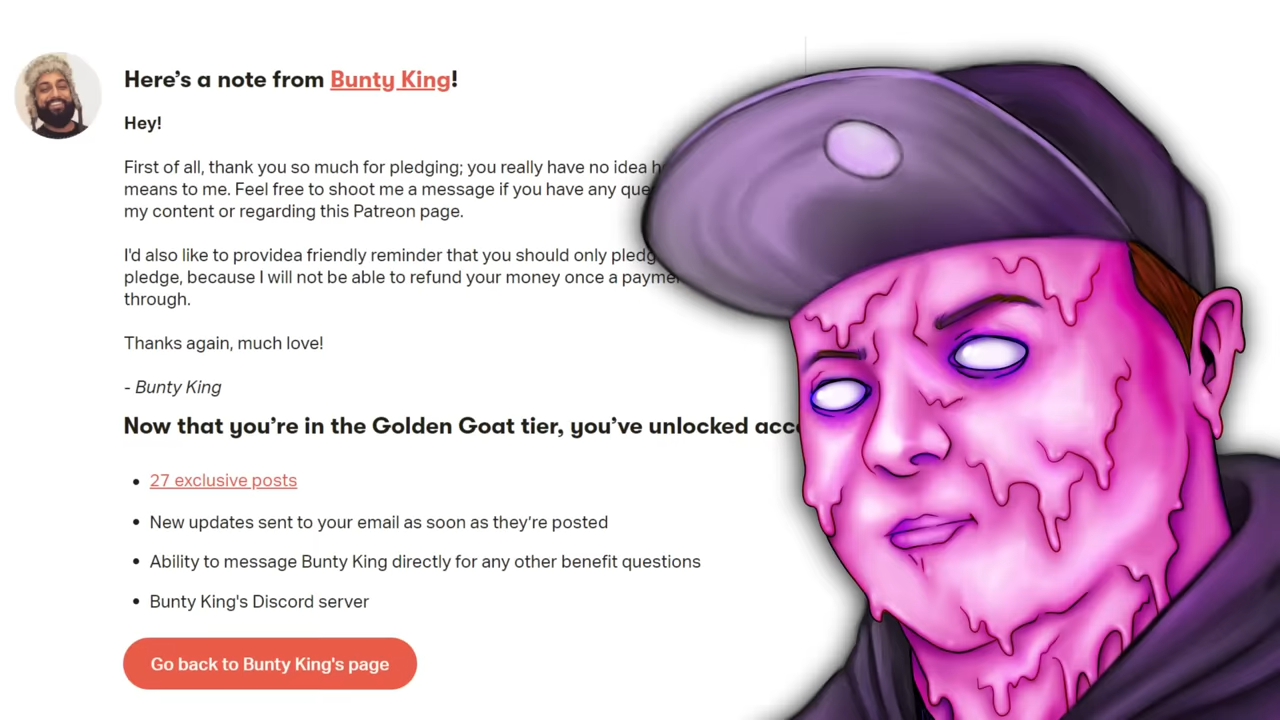 Here's a note from Bunty King!
Hey!
First of all, thank you so much for pledging; you really have no idea
means to me. Feel free to shoot me a message if you have any
my content or regarding this Patreon page.
I'd also like to providea friendly reminder that you should only
pledge, because I will not be able to refund your money once a
through.
Thanks again, much love!
- Bunty King
Now that you're in the Golden Goat tier, you've unlocked
• 27 exclusive posts
• New updates sent to your email as soon as they're posted
• Ability to message Bunty King directly for any other benefit questions
• Bunty King's Discord server
Go back to Bunty King's page